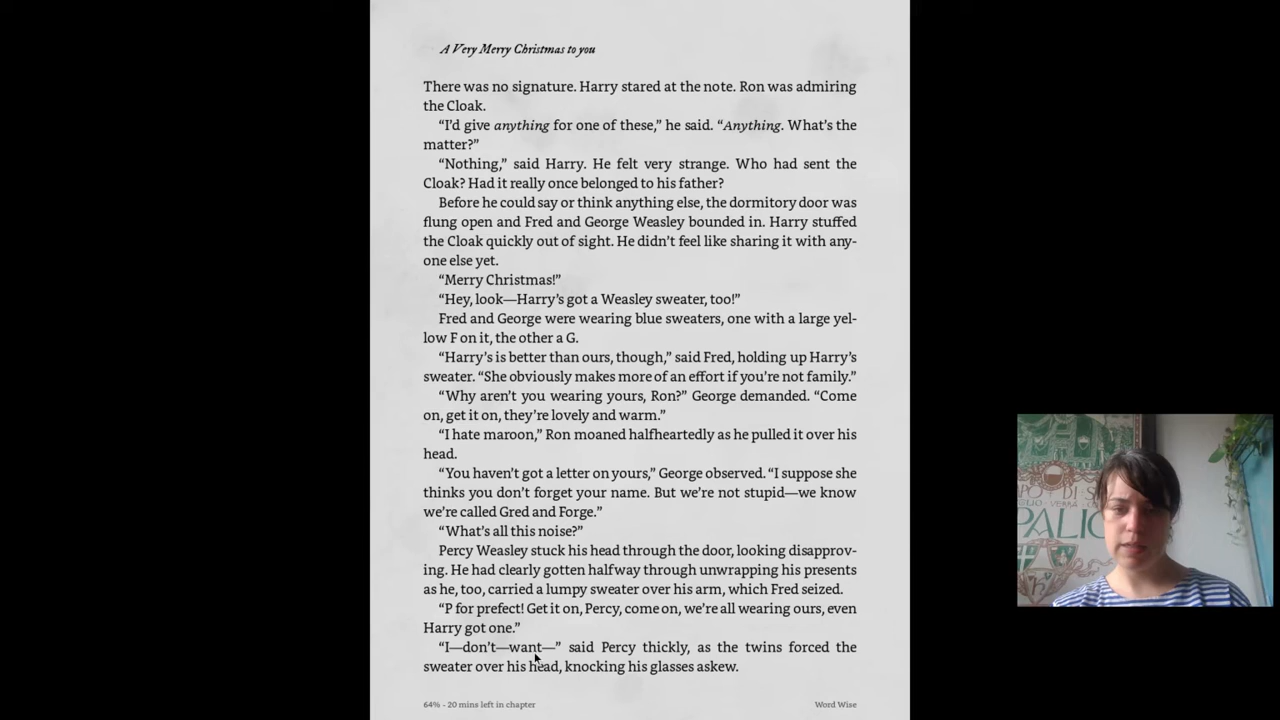 A Very Merry Christmas to you
There was no signature. Harry stared at the note. Ron was admiring
the Cloak.
“I’d give anything for one of these,” he said. “Anything. What’s the
matter?”
“Nothing,” said Harry. He felt very strange. Who had sent the
Cloak? Had it really once belonged to his father?
Before he could say or think anything else, the dormitory door was
flung open and Fred and George Weasley bounded in. Harry stuffed
the Cloak quickly out of sight. He didn’t feel like sharing it with any-
one else yet.
“Merry Christmas!”
“Hey, look—Harry’s got a Weasley sweater, too!”
Fred and George were wearing blue sweaters, one with a large yel-
low F on it, the other a G.
“Harry’s is better than ours, though,” said Fred, holding up Harry’s
sweater. “She obviously makes more of an effort if you’re not family.”
“Why aren’t you wearing yours, Ron?” George demanded. “Come
on, get it on, they’re lovely and warm.”
“I hate maroon,” Ron moaned halfheartedly as he pulled it over his
head.
“You haven’t got a letter on yours,” George observed. “I suppose she
thinks you don’t forget your name. But we’re not stupid—we know
we’re called Gred and Forge.”
“What’s all this noise?”
Percy Weasley stuck his head through the door, looking disapprov-
ing. He had clearly gotten halfway through unwrapping his presents
as he, too, carried a lumpy sweater over his arm, which Fred seized.
“P for prefect! Get it on, Percy, come on, we’re all wearing ours, even
Harry got one.”
“I—don’t—want—” said Percy thickly, as the twins forced the
sweater over his head, knocking his glasses askew.
64% - 20 mins left in chapter
Word Wise
DI S
VERNA
PALIO